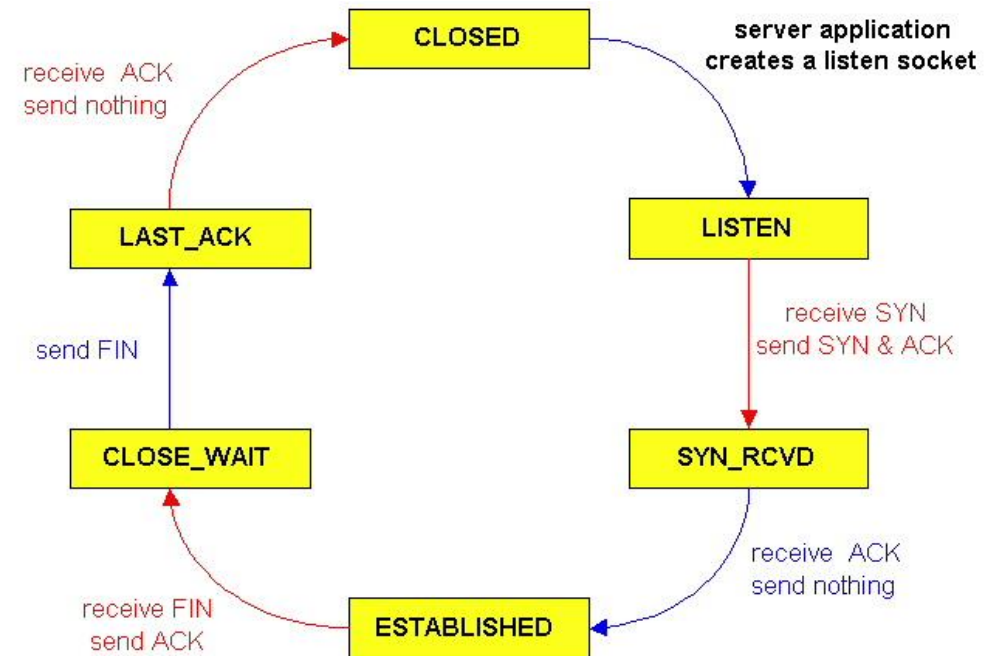 CLOSED
server application
creates a listen socket
receive ACK
send nothing
LISTEN
LAST_ACK
receive SYN
send SYN & ACK
send FIN
CLOSE_WAIT
SYN_RCVD
receive ACK
send nothing
receive FIN
send ACK
ESTABLISHED